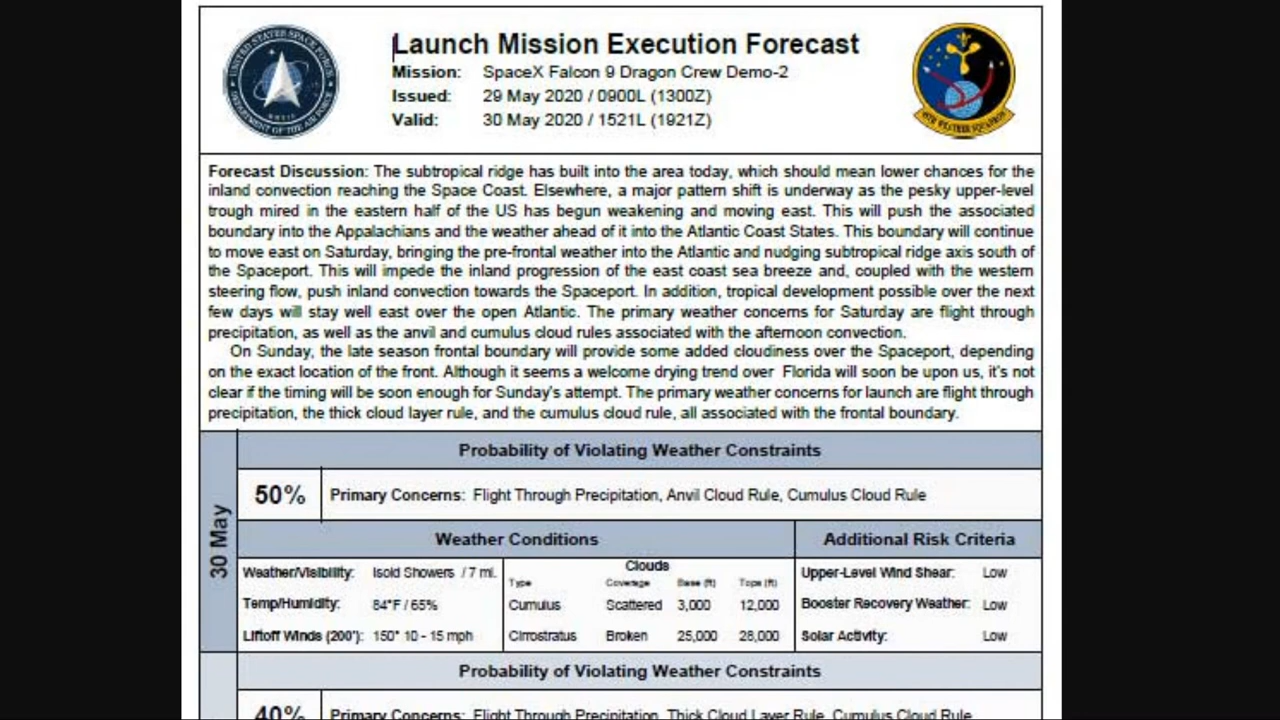 UNITED STATES SPACE FORCE
DEPARTMENT OF THE AIR FORCE
Launch Mission Execution Forecast
Mission: SpaceX Falcon 9 Dragon Crew Demo-2
Issued: 29 May 2020 / 0900L (1300Z)
Valid: 30 May 2020 / 1521L (1921Z)
45TH WEATHER SQUADRON
Forecast Discussion: The subtropical ridge has built into the area today, which should mean lower chances for the
inland convection reaching the Space Coast. Elsewhere, a major pattern shift is underway as the pesky upper-level
trough mired in the eastern half of the US has begun weakening and moving east. This will push the associated
boundary into the Appalachians and the weather ahead of it into the Atlantic Coast States. This boundary will continue
to move east on Saturday, bringing the pre-frontal weather into the Atlantic and nudging subtropical ridge axis south of
the Spaceport. This will impede the inland progression of the east coast sea breeze and, coupled with the western
steering flow, push inland convection towards the Spaceport. In addition, tropical development possible over the next
few days will stay well east over the open Atlantic. The primary weather concerns for Saturday are flight through
precipitation, as well as the anvil and cumulus cloud rules associated with the afternoon convection.
On Sunday, the late season frontal boundary will provide some added cloudiness over the Spaceport, depending
on the exact location of the front. Although it seems a welcome drying trend over Florida will soon be upon us, it's not
clear if the timing will be soon enough for Sunday's attempt. The primary weather concerns for launch are flight through
precipitation, the thick cloud layer rule, and the cumulus cloud rule, all associated with the frontal boundary.
30 May
Probability of Violating Weather Constraints
50% Primary Concerns: Flight Through Precipitation, Anvil Cloud Rule, Cumulus Cloud Rule
Weather Conditions Additional Risk Criteria
Clouds
Weather/Visibility: Isold Showers / 7 mi. Type Coverage Base (ft) Tops (ft) Upper-Level Wind Shear: Low
Temp/Humidity: 84°F / 65% Cumulus Scattered 3,000 12,000 Booster Recovery Weather: Low
Liftoff Winds (200'): 150° 10 - 15 mph Cirrostratus Broken 25,000 28,000 Solar Activity: Low
Probability of Violating Weather Constraints
40% Primary Concerns: Flight Through Precipitation, Thick Cloud Layer Rule, Cumulus Cloud Rule